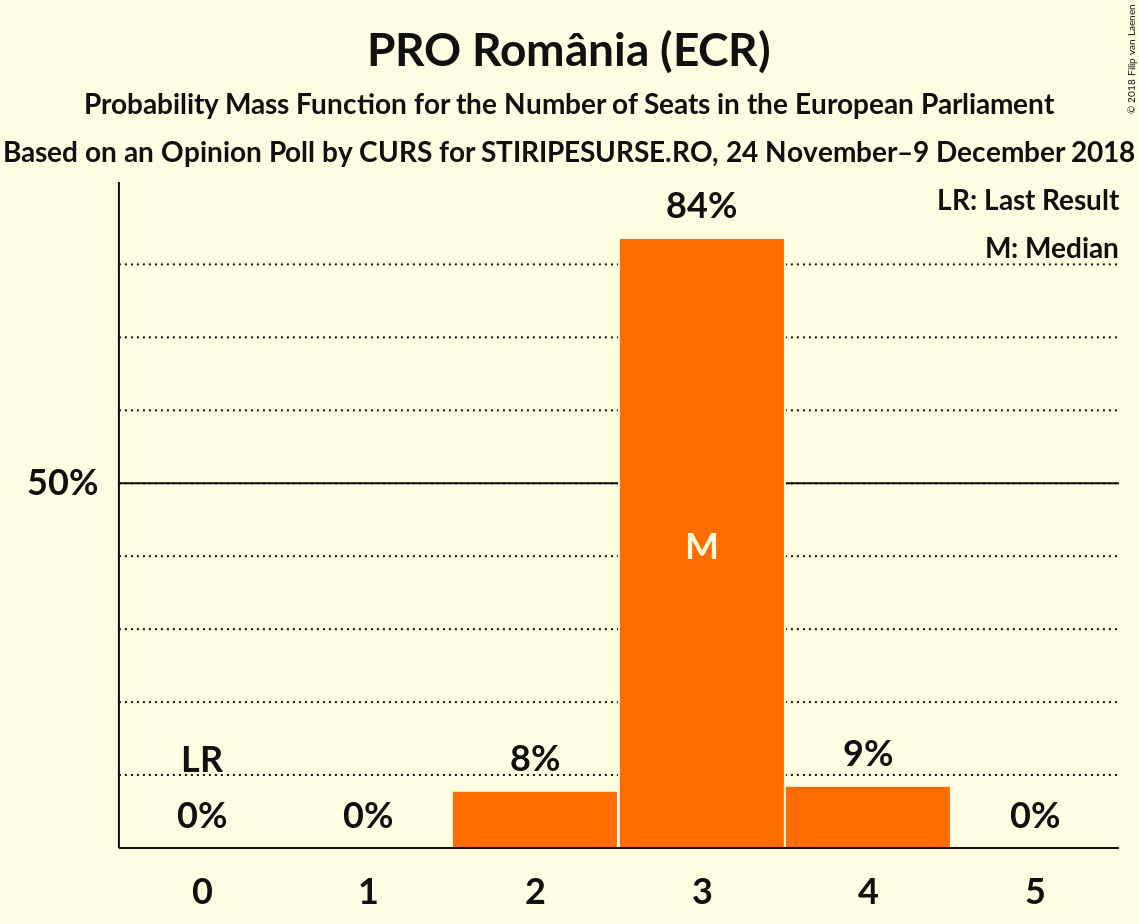 PRO România (ECR)
Probability Mass Function for the Number of Seats in the European Parliament
Based on an Opinion Poll by CURS for STIRIPESURSE.RO, 24 November–9 December 2018
© 2018 Filip van Laenen
LR: Last Result
M: Median
84%
50%
M
LR
8%
9%
0%
0%
0%
0 1 2 3 4 5